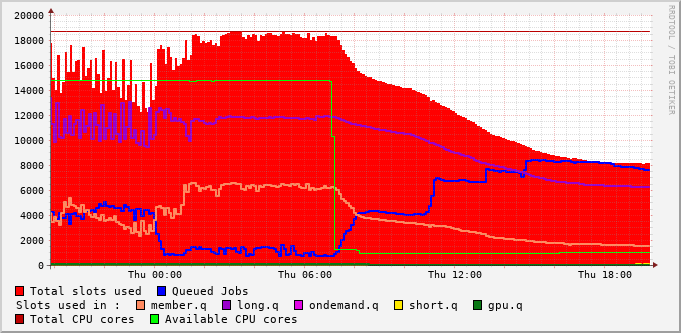 20000
18000
16000
14000
12000
10000
8000
6000
4000
2000
0
Thu 00:00 Thu 06:00 Thu 12:00 Thu 18:00
Total slots used Queued Jobs
Slots used in : member.q long.q ondemand.q short.q gpu.q
Total CPU cores Available CPU cores
RRDTOOL / TOBI OETIKER